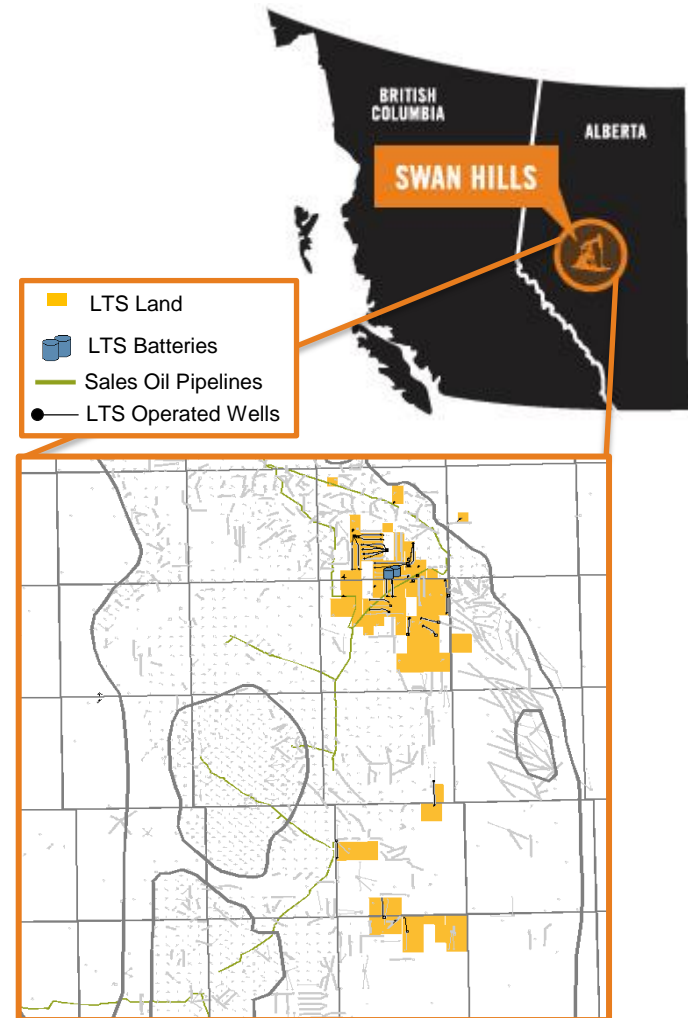 BRITISH
COLUMBIA
ALBERTA
SWAN HILLS
LTS Land
LTS Batteries
Sales Oil Pipelines
LTS Operated Wells